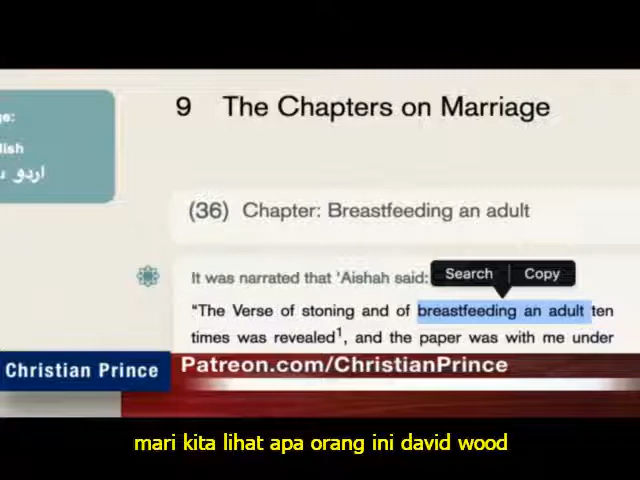 ge:
lish
اردو
9 The Chapters on Marriage
(36) Chapter: Breastfeeding an adult
It was narrated that 'Aishah said:
Search | Copy
"The Verse of stoning and of breastfeeding an adult ten
times was revealed1, and the paper was with me under
Christian Prince
Patreon.com/ChristianPrince
mari kita lihat apa orang ini david wood